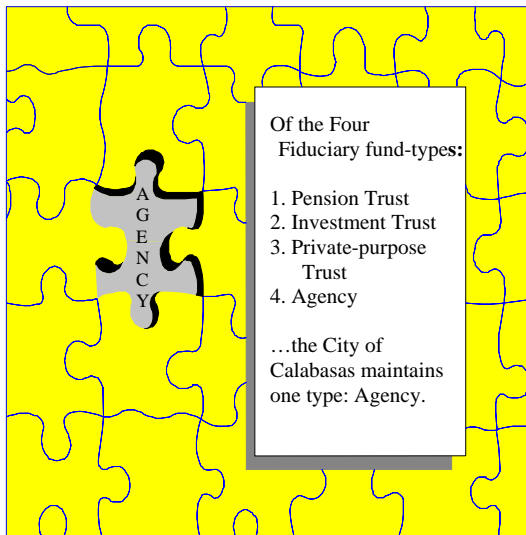 AGENCY
Of the Four
Fiduciary fund-types:
1. Pension Trust
2. Investment Trust
3. Private-purpose
Trust
4. Agency
…the City of
Calabasas maintains
one type: Agency.